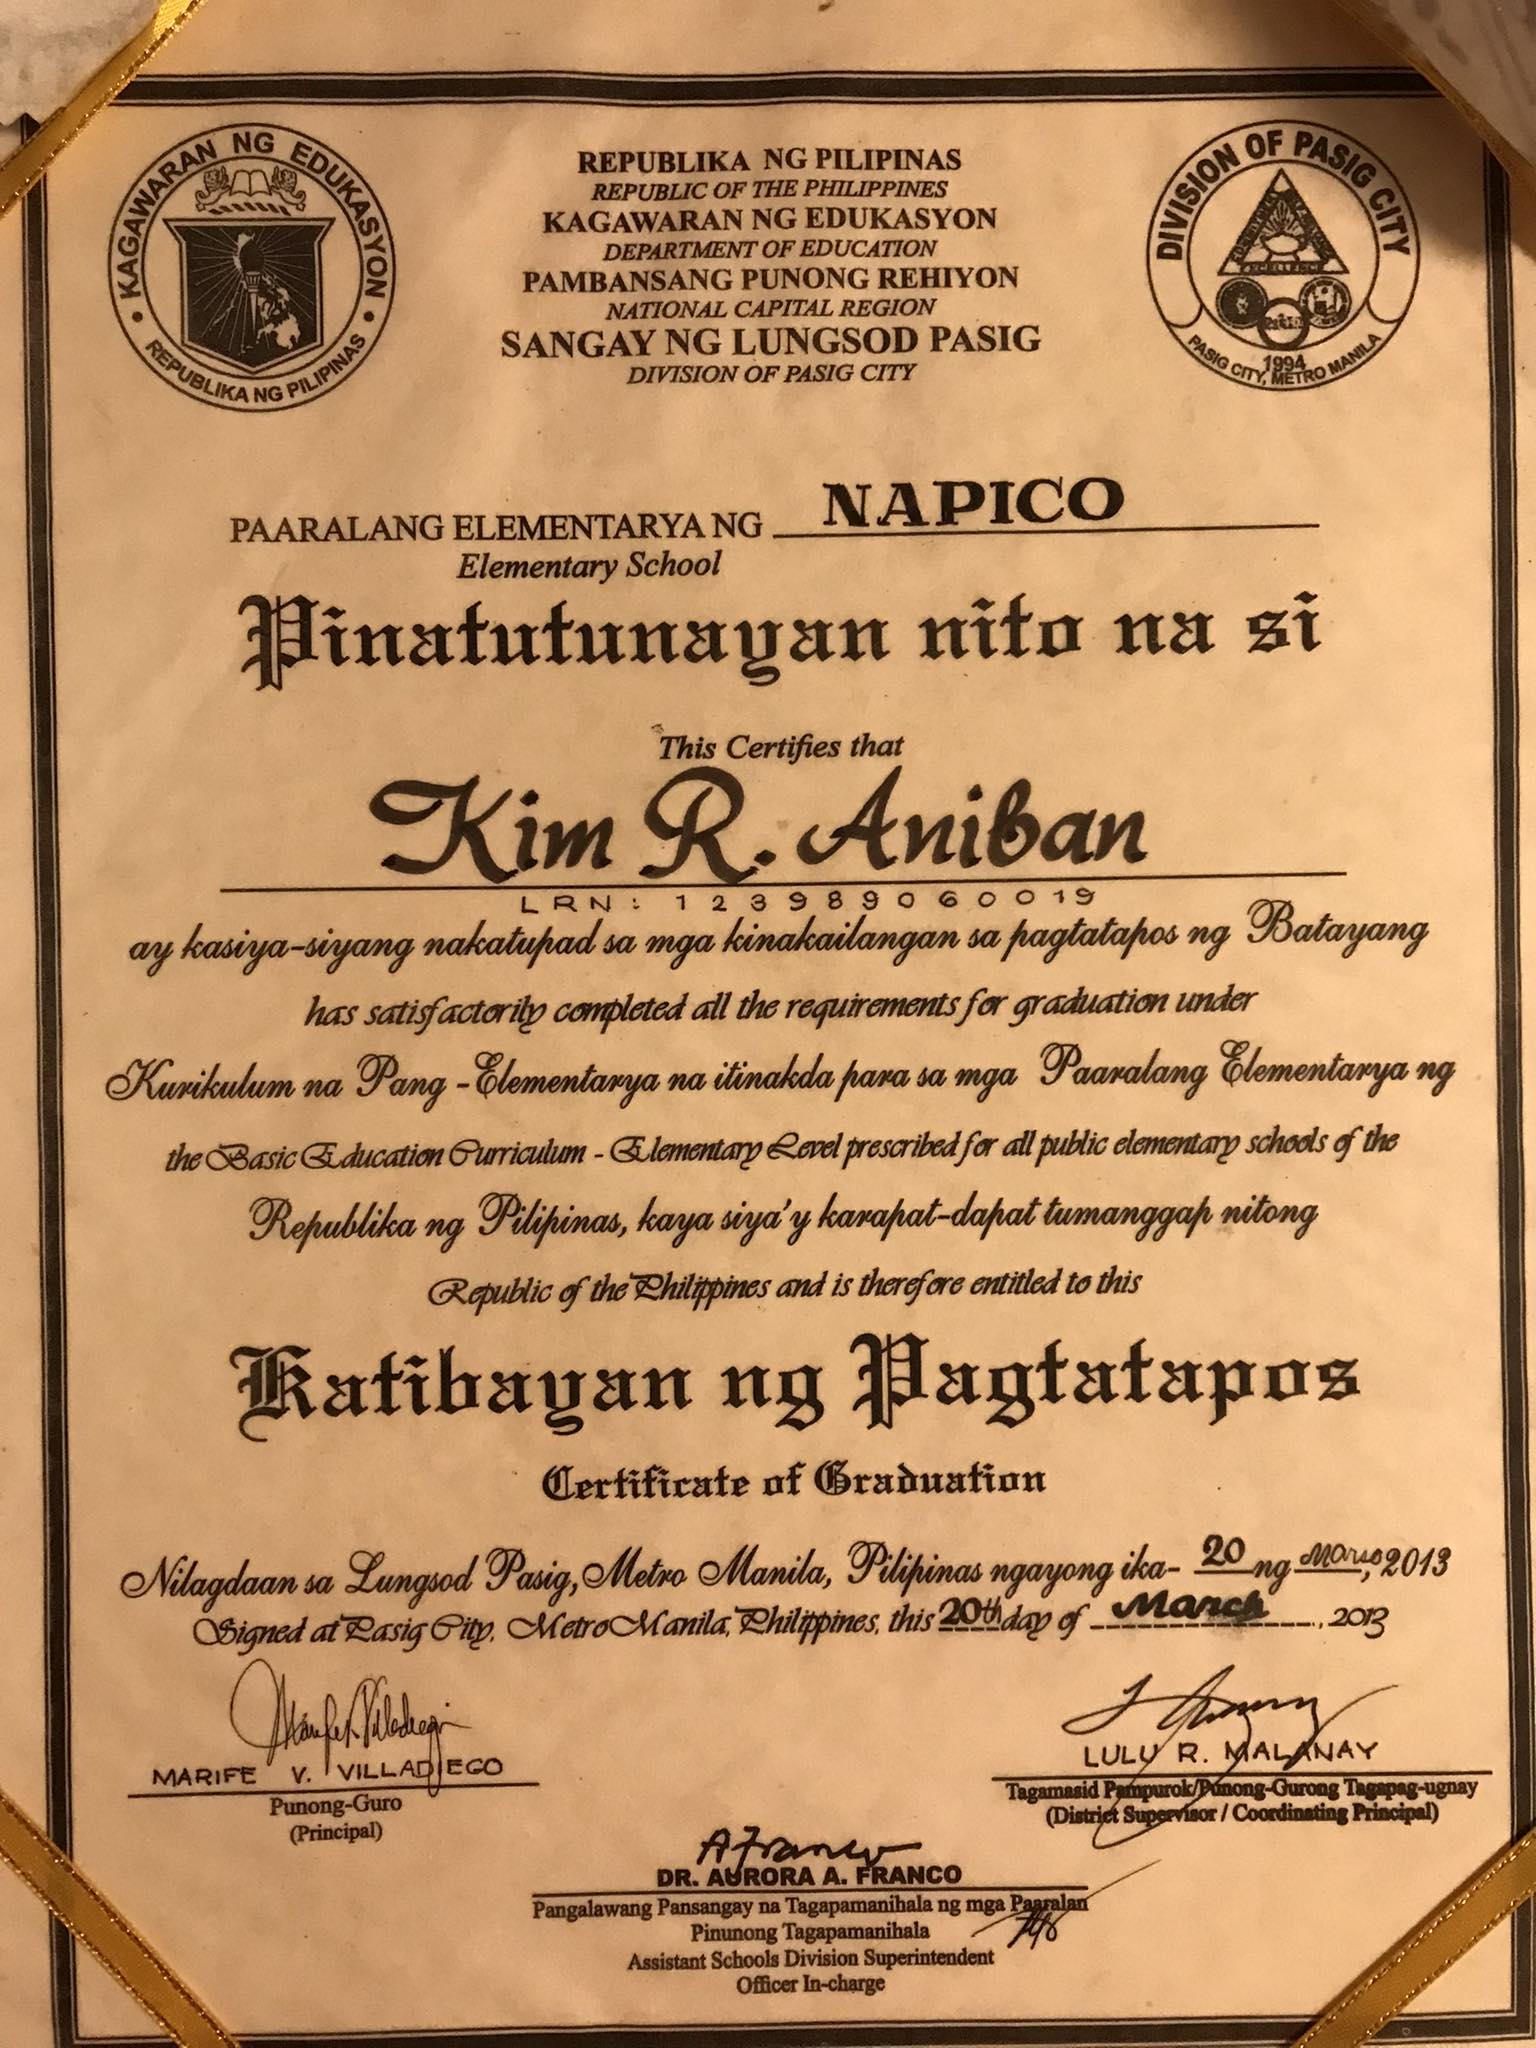 KAGAWARAN NG EDUKASYON
REPUBLIKA NG PILIPINAS
REPUBLIKA NG PILIPINAS
REPUBLIC OF THE PHILIPPINES
KAGAWARAN NG EDUKASYON
DEPARTMENT OF EDUCATION
PAMBANSANG PUNONG REHIYON
NATIONAL CAPITAL REGION
SANGAY NG LUNGSOD PASIG
DIVISION OF PASIG CITY
DIVISION OF PASIG CITY
EXCELLENCE
1994
PASIG CITY, METRO MANILA
PAARALANG ELEMENTARYA NG NAPICO
Elementary School
Pinatutunayan nito na si
This Certifies that
Kim R. Aniban
LRN: 123989060019
ay kasiya-siyang nakatupad sa mga kinakailangan sa pagtatapos ng Batayang
has satisfactorily completed all the requirements for graduation under
Kurikulum na Pang -Elementarya na itinakda para sa mga Paaralang Elementarya ng
the Basic Education Curriculum - Elementary Level prescribed for all public elementary schools of the
Republika ng Pilipinas, kaya siya'y karapat-dapat tumanggap nitong
Republic of the Philippines and is therefore entitled to this
Katibayan ng Pagtatapos
Certificate of Graduation
Nilagdaan sa Lungsod Pasig, Metro Manila, Pilipinas ngayong ika- 20 ng Marso, 2013
Signed at Pasig City, Metro Manila, Philippines, this 20th day of March, 2013
MARIFE V. VILLADIEGO
Punong-Guro
(Principal)
LULU R. MALANAY
Tagamasid Pampurok/Punong-Gurong Tagapag-ugnay
(District Supervisor / Coordinating Principal)
A Franco
DR. AURORA A. FRANCO
Pangalawang Pansangay na Tagapamanihala ng mga Paaralan
Pinunong Tagapamanihala
Assistant Schools Division Superintendent
Officer In-charge